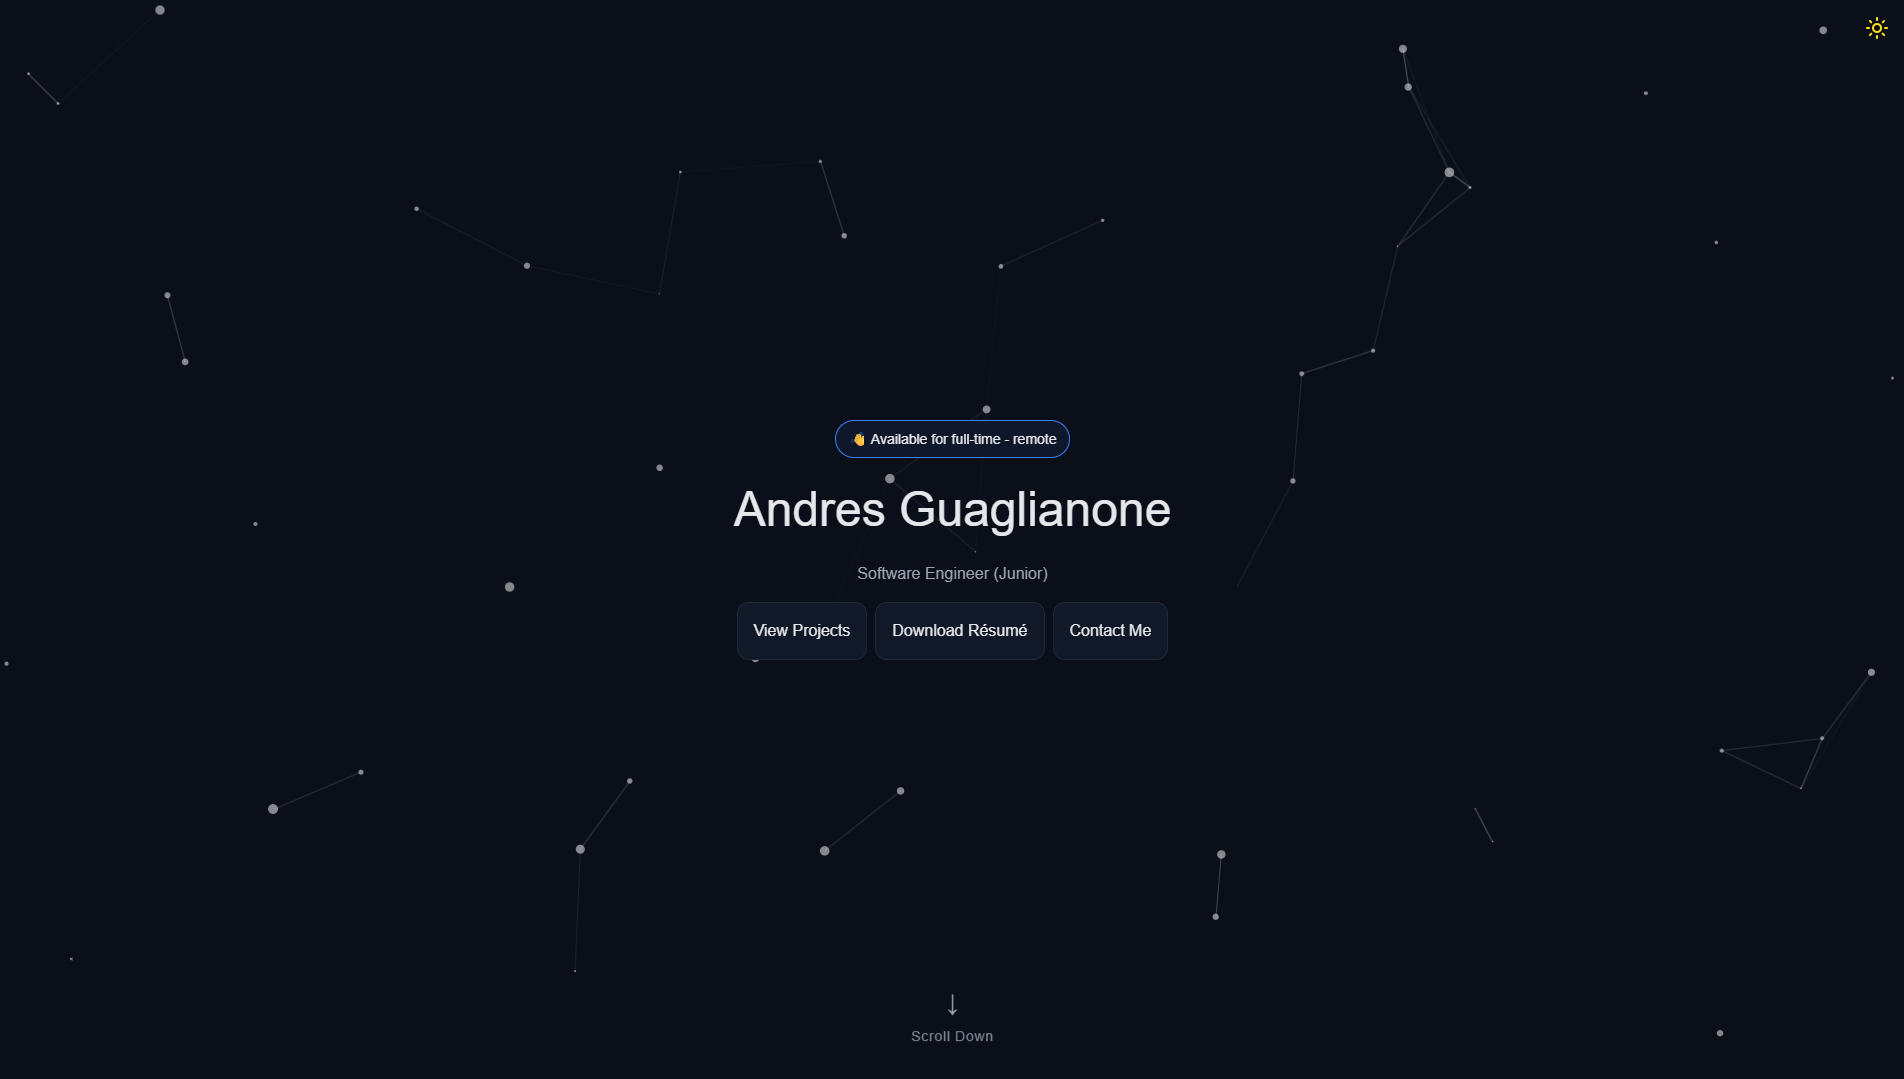 👋 Available for full-time - remote
Andres Guaglianone
Software Engineer (Junior)
View Projects
Download Résumé
Contact Me
Scroll Down